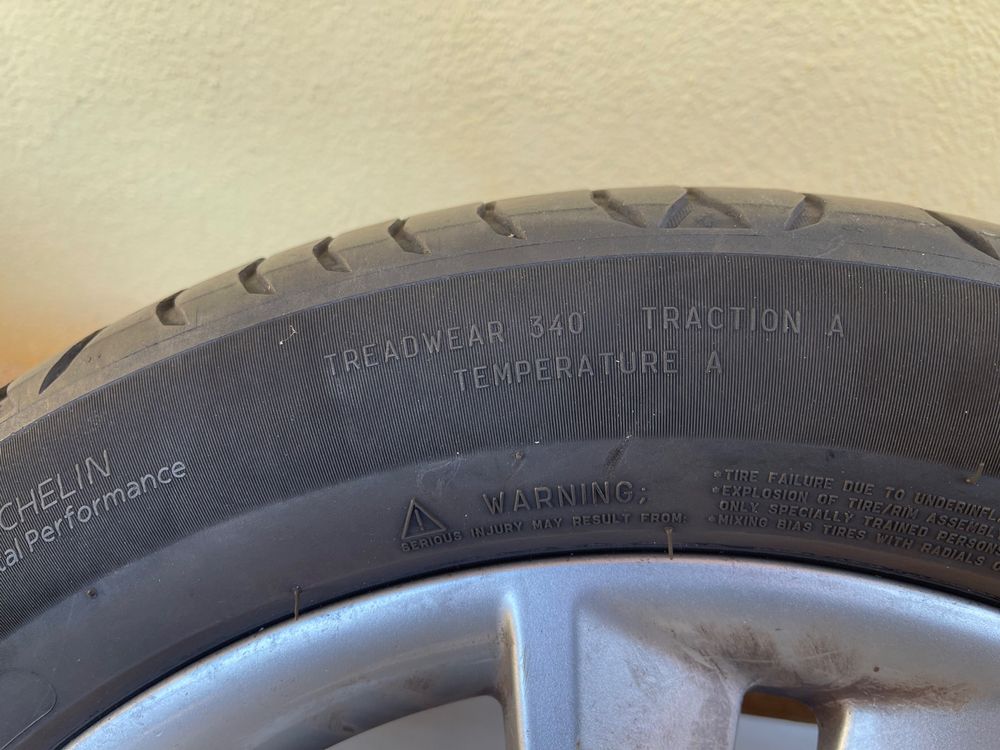 TREADWEAR 340 TRACTION A
TEMPERATURE A
CHELIN
al Performance
WARNING:
SERIOUS INJURY MAY RESULT FROM:
•TIRE FAILURE DUE TO UNDERINFL
•EXPLOSION OF TIRE/RIM ASSEMBL
ONLY SPECIALLY TRAINED PERSON
•MIXING BIAS TIRES WITH RADIALS